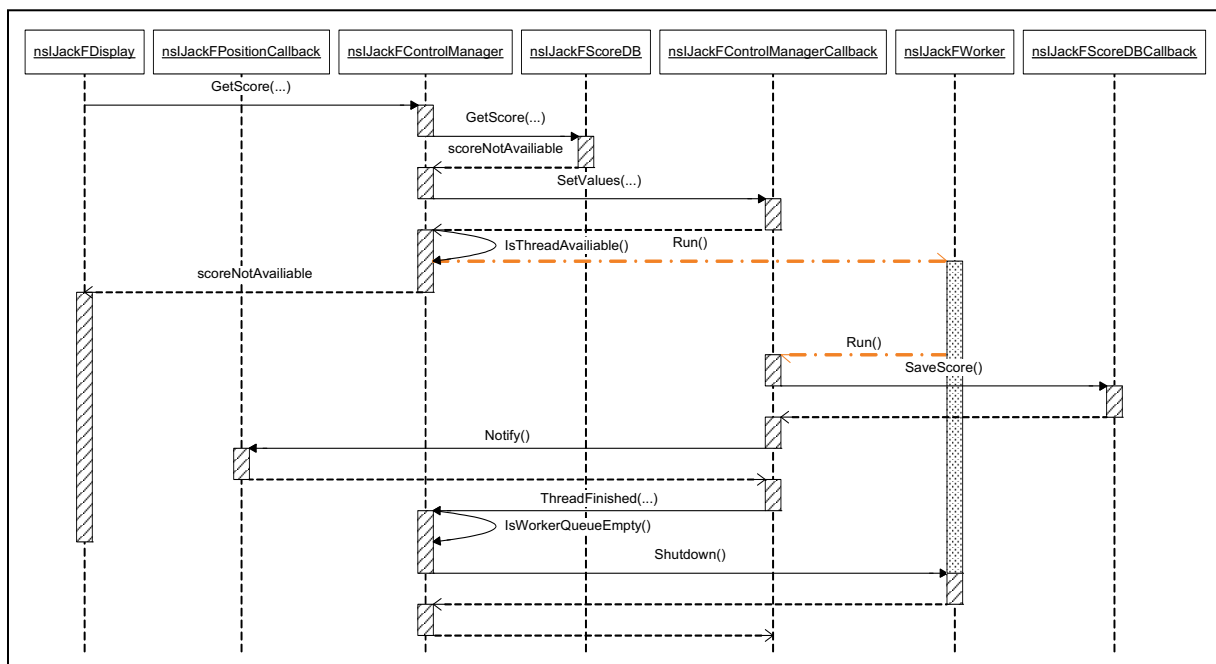 nsIJackFDisplay
nsIJackFPositionCallback
nsIJackFControlManager
nsIJackFScoreDB
nsIJackFControlManagerCallback
nsIJackFWorker
nsIJackFScoreDBCallback
GetScore(...)
GetScore(...)
scoreNotAvailiable
SetValues(...)
IsThreadAvailiable()
Run()
scoreNotAvailiable
Run()
SaveScore()
Notify()
ThreadFinished(...)
IsWorkerQueueEmpty()
Shutdown()